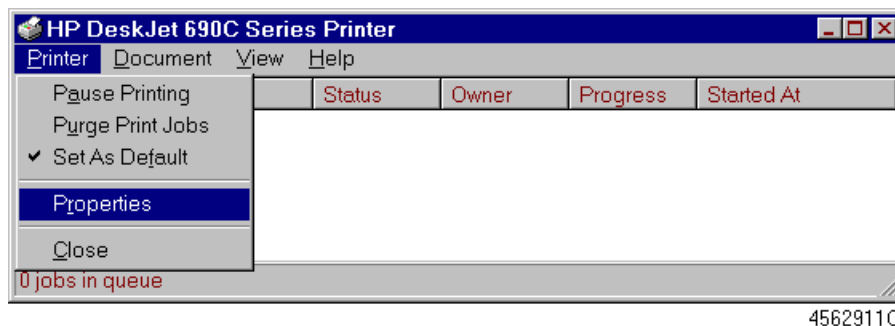 HP DeskJet 690C Series Printer
Printer Document View Help
Status Owner Progress Started At
Pause Printing
Purge Print Jobs
Set As Default
Properties
Close
0 jobs in queue
4562911C